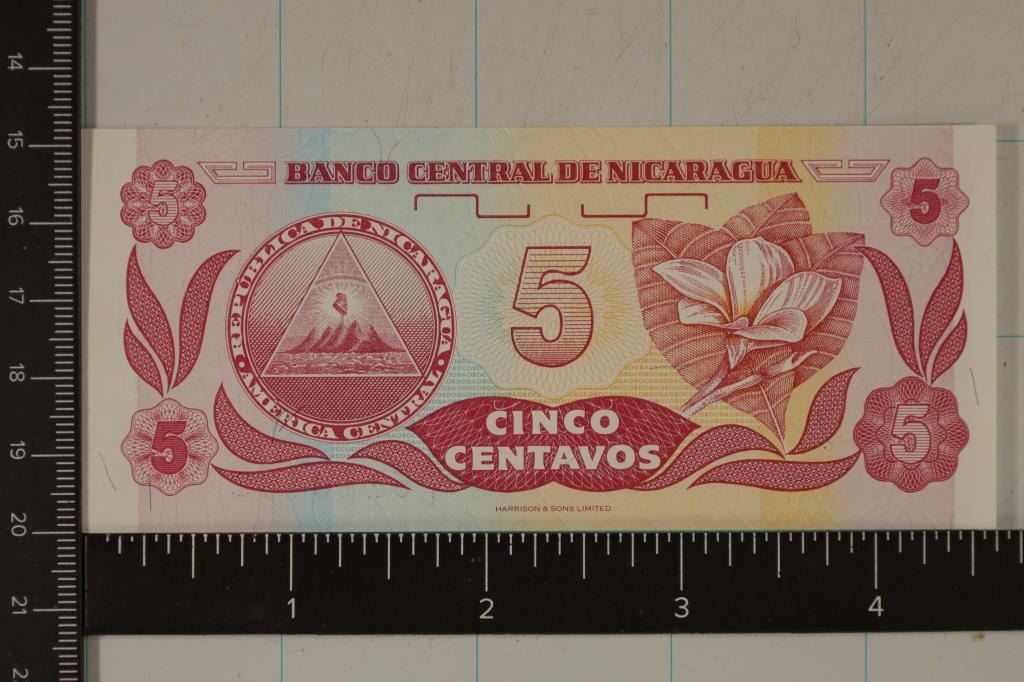 BANCO CENTRAL DE NICARAGUA
5
5
REPUBLICA DE NICARAGUA
AMERICA CENTRAL
5
CINCO
CENTAVOS
5
5
HARRISON & SONS LIMITED
14
15
16
17
18
19
20
21
1 2 3 4